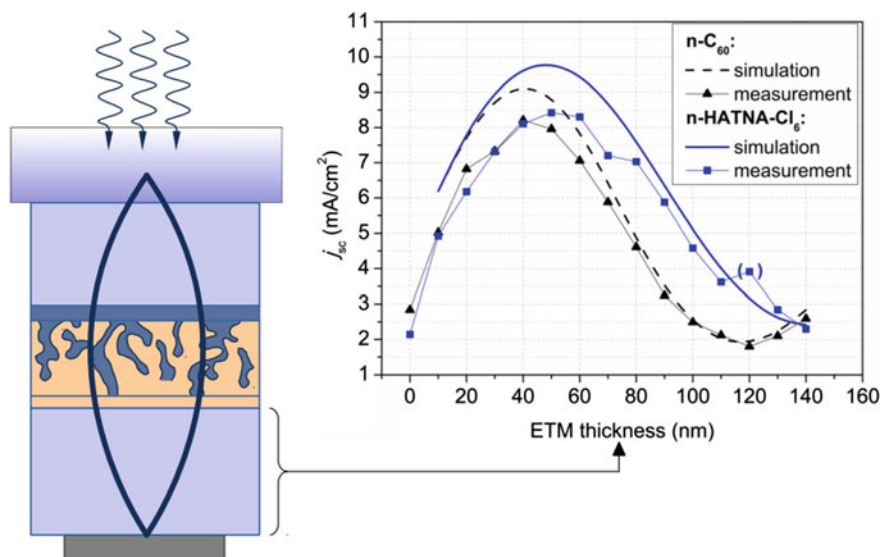 11
10
9
8
7
6
5
4
3
2
1
jsc (mA/cm2)
n-C60:
simulation
measurement
n-HATNA-Cl6:
simulation
measurement
( )
0 20 40 60 80 100 120 140 160
ETM thickness (nm)